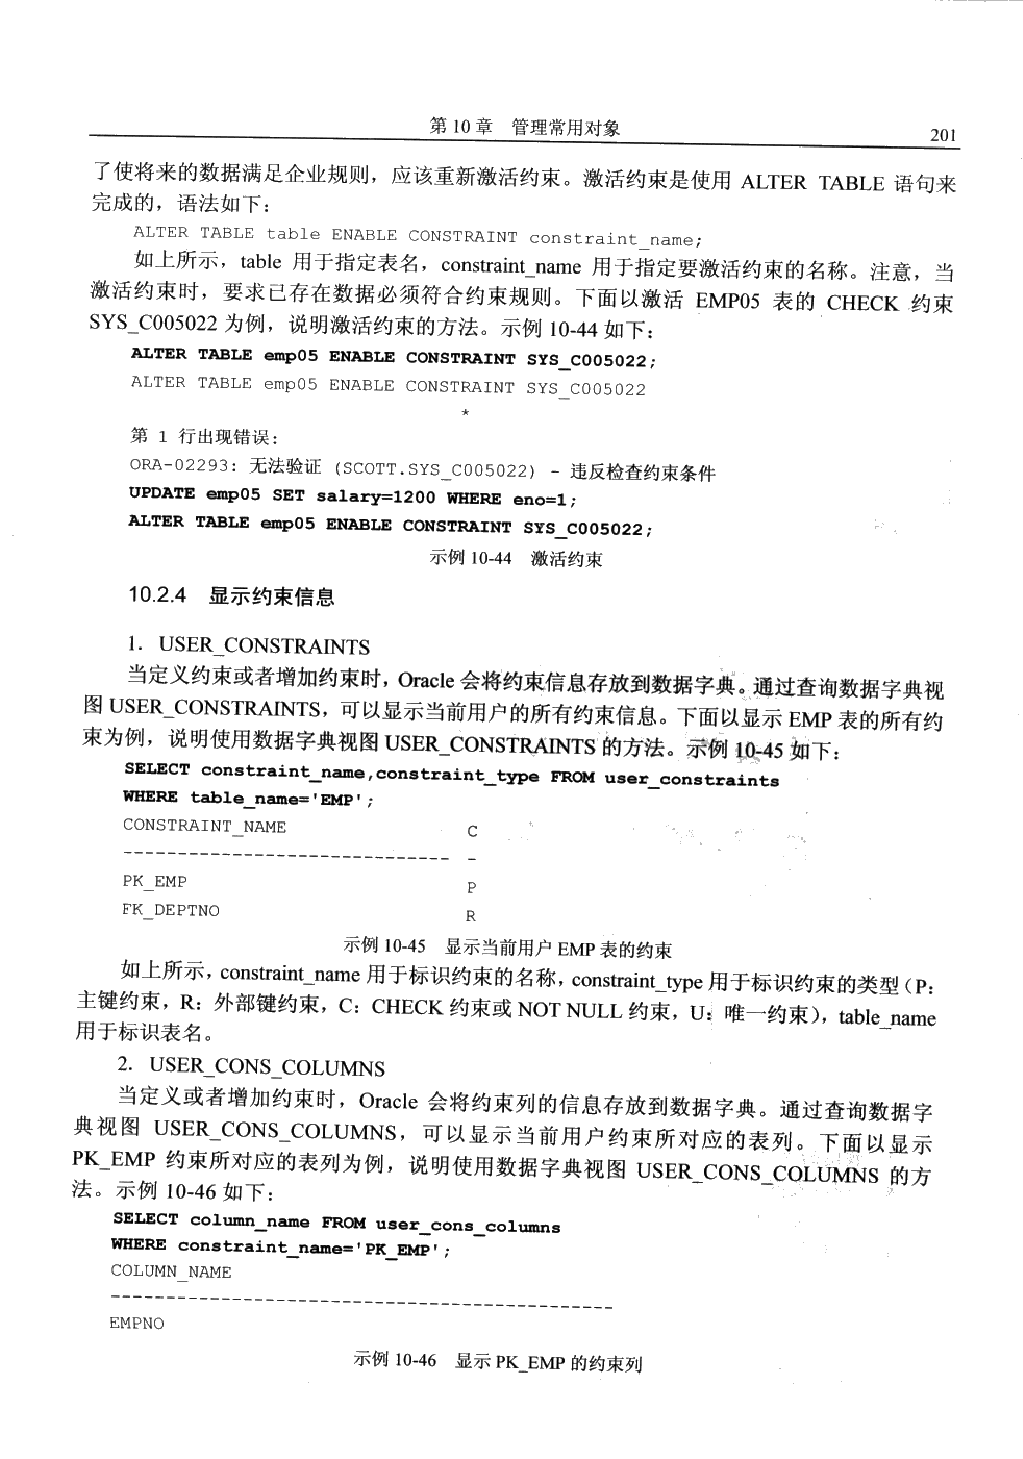 第 10 章 管理常用对象
201
了使将来的数据满足企业规则，应该重新激活约束。激活约束是使用 ALTER TABLE 语句来
完成的，语法如下：
ALTER TABLE table ENABLE CONSTRAINT constraint_name;
如上所示，table 用于指定表名，constraint_name 用于指定要激活约束的名称。注意，当
激活约束时，要求已存在数据必须符合约束规则。下面以激活 EMP05 表的 CHECK 约束
SYS_C005022 为例，说明激活约束的方法。示例 10-44 如下：
ALTER TABLE emp05 ENABLE CONSTRAINT SYS_C005022;
ALTER TABLE emp05 ENABLE CONSTRAINT SYS_C005022
*
第 1 行出现错误：
ORA-02293: 无法验证 (SCOTT.SYS_C005022) - 违反检查约束条件
UPDATE emp05 SET salary=1200 WHERE eno=1;
ALTER TABLE emp05 ENABLE CONSTRAINT SYS_C005022;
示例 10-44 激活约束
10.2.4 显示约束信息
1．USER_CONSTRAINTS
当定义约束或者增加约束时，Oracle 会将约束信息存放到数据字典。通过查询数据字典视
图 USER_CONSTRAINTS，可以显示当前用户的所有约束信息。下面以显示 EMP 表的所有约
束为例，说明使用数据字典视图 USER_CONSTRAINTS 的方法。示例 10-45 如下：
SELECT constraint_name,constraint_type FROM user_constraints
WHERE table_name='EMP';
CONSTRAINT_NAME C
------------------------------ -
PK_EMP P
FK_DEPTNO R
示例 10-45 显示当前用户 EMP 表的约束
如上所示，constraint_name 用于标识约束的名称，constraint_type 用于标识约束的类型（P：
主键约束，R：外部键约束，C：CHECK 约束或 NOT NULL 约束，U：唯一约束），table_name
用于标识表名。
2．USER_CONS_COLUMNS
当定义或者增加约束时，Oracle 会将约束列的信息存放到数据字典。通过查询数据字
典视图 USER_CONS_COLUMNS，可以显示当前用户约束所对应的表列。下面以显示
PK_EMP 约束所对应的表列为例，说明使用数据字典视图 USER_CONS_COLUMNS 的方
法。示例 10-46 如下：
SELECT column_name FROM user_cons_columns
WHERE constraint_name='PK_EMP';
COLUMN_NAME
----------------------------------------------
EMPNO
示例 10-46 显示 PK_EMP 的约束列